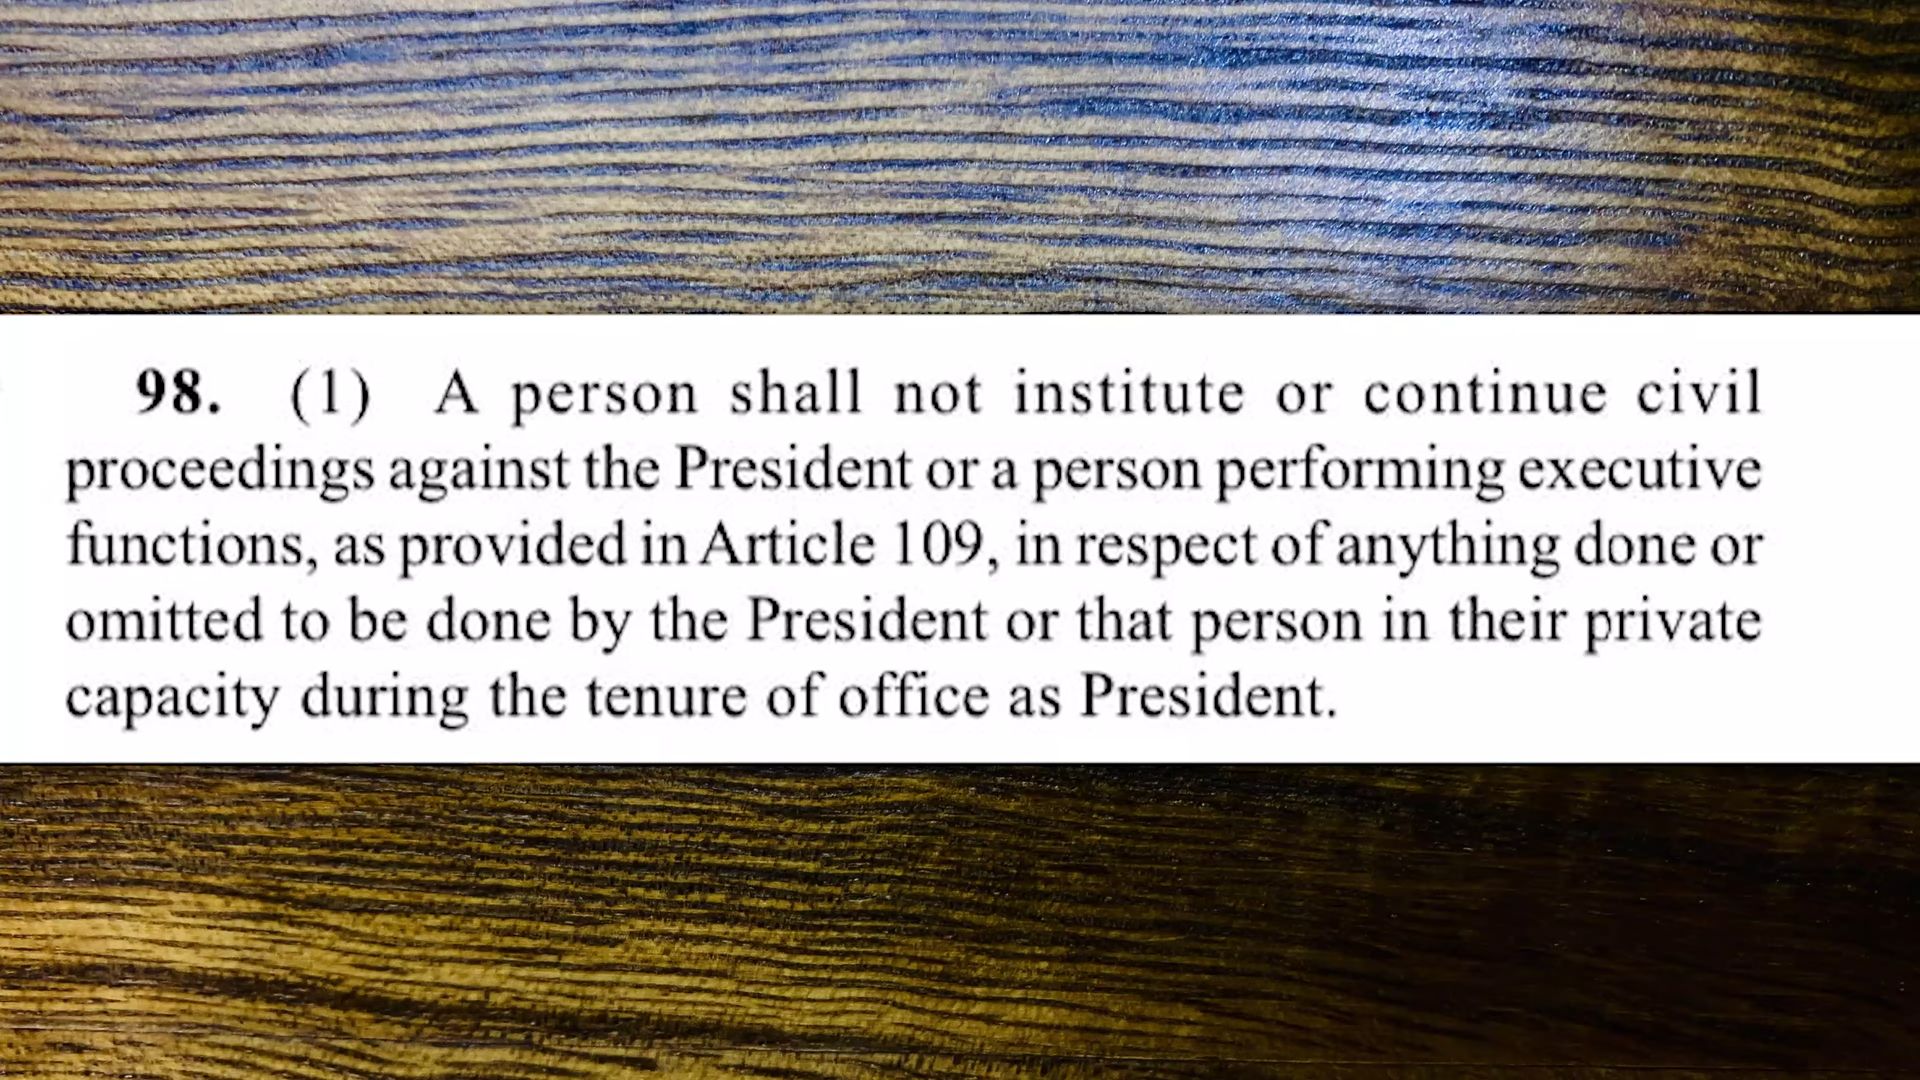 98. (1) A person shall not institute or continue civil
proceedings against the President or a person performing executive
functions, as provided in Article 109, in respect of anything done or
omitted to be done by the President or that person in their private
capacity during the tenure of office as President.